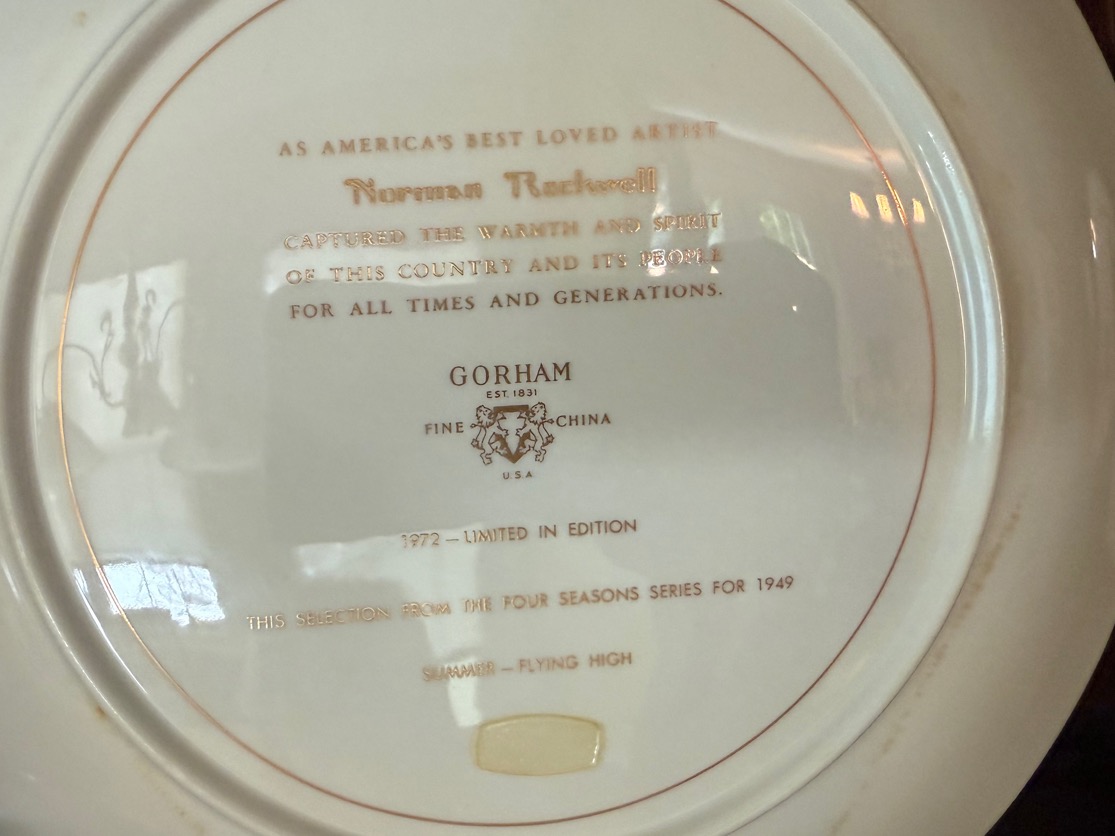 AS AMERICA'S BEST LOVED ARTIST
Norman Rockwell
CAPTURED THE WARMTH AND SPIRIT
OF THIS COUNTRY AND ITS PEOPLE
FOR ALL TIMES AND GENERATIONS.
GORHAM
EST. 1831
FINE CHINA
U.S.A
1972 — LIMITED IN EDITION
THIS SELECTION FROM THE FOUR SEASONS SERIES FOR 1949
SUMMER — FLYING HIGH